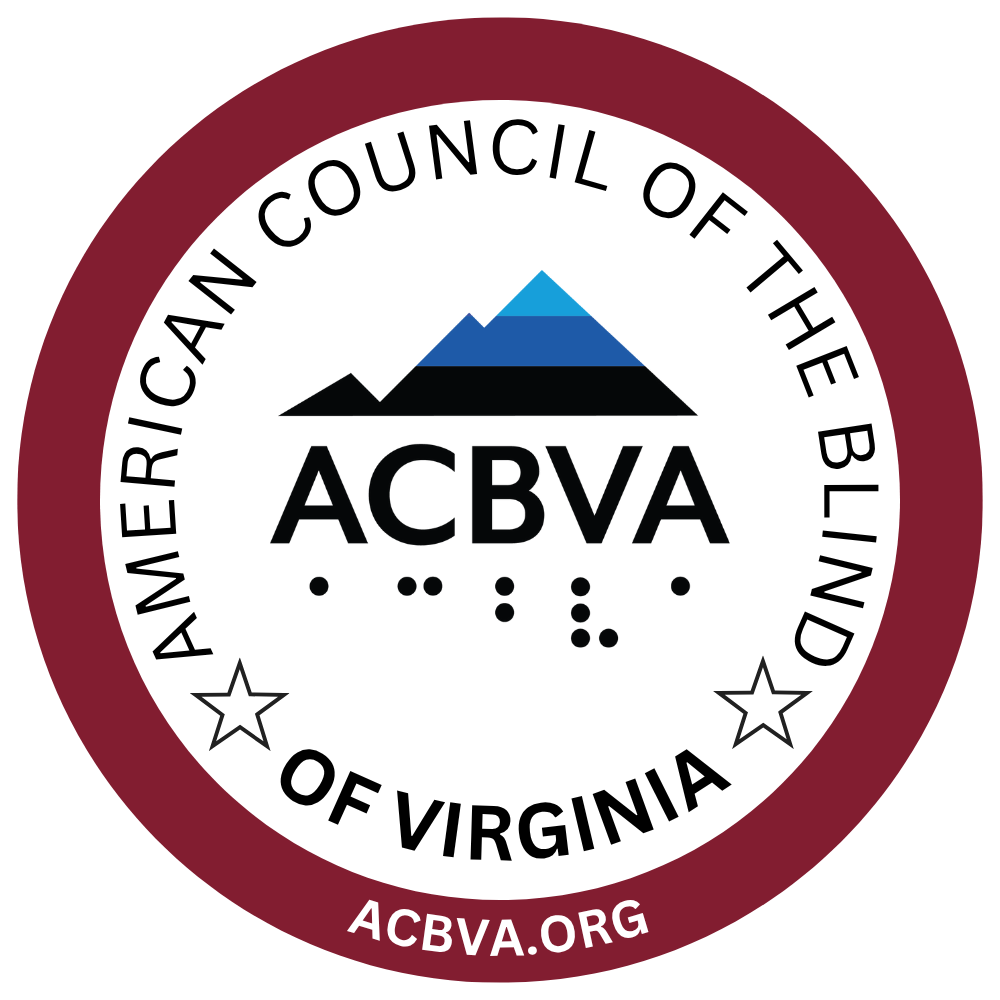 AMERICAN COUNCIL OF THE BLIND
ACBVA
⠁⠉⠃⠧⠁
OF VIRGINIA
ACBVA.ORG